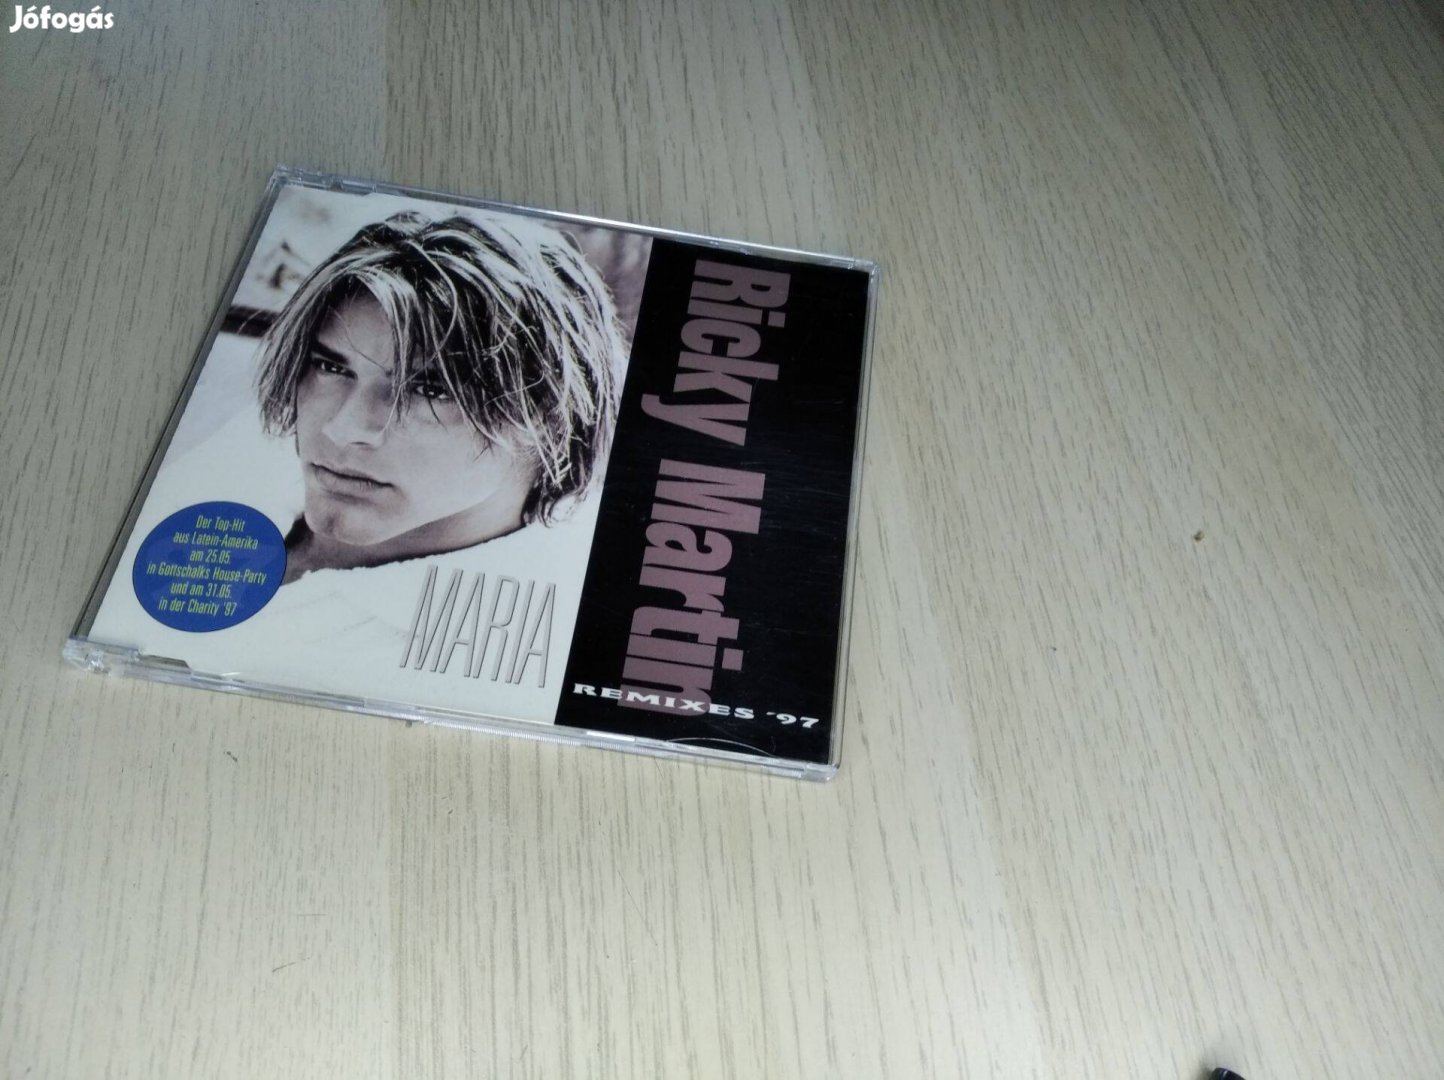 Jófogás
Ricky Martin
Der Top-Hit
aus Latein-Amerika
am 25.05.
in Gottschalks House-Party
und am 31.05.
in der Charity '97
MARIA
REMIXES '97